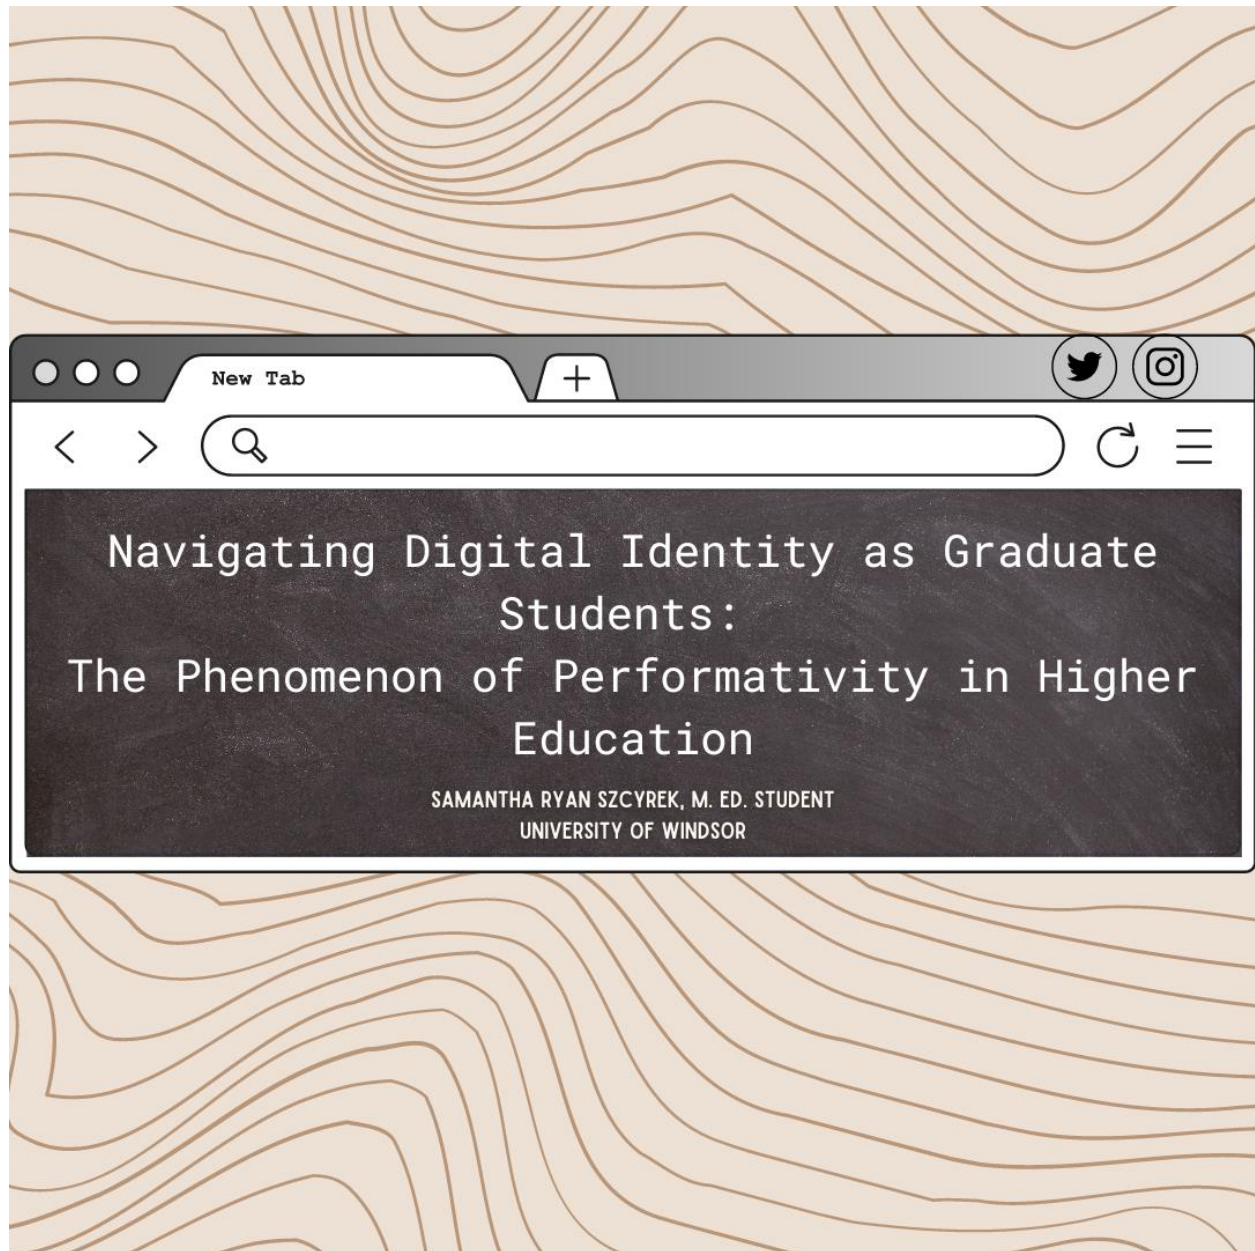 New Tab
Navigating Digital Identity as Graduate
Students:
The Phenomenon of Performativity in Higher
Education
SAMANTHA RYAN SZCYREK, M. ED. STUDENT
UNIVERSITY OF WINDSOR